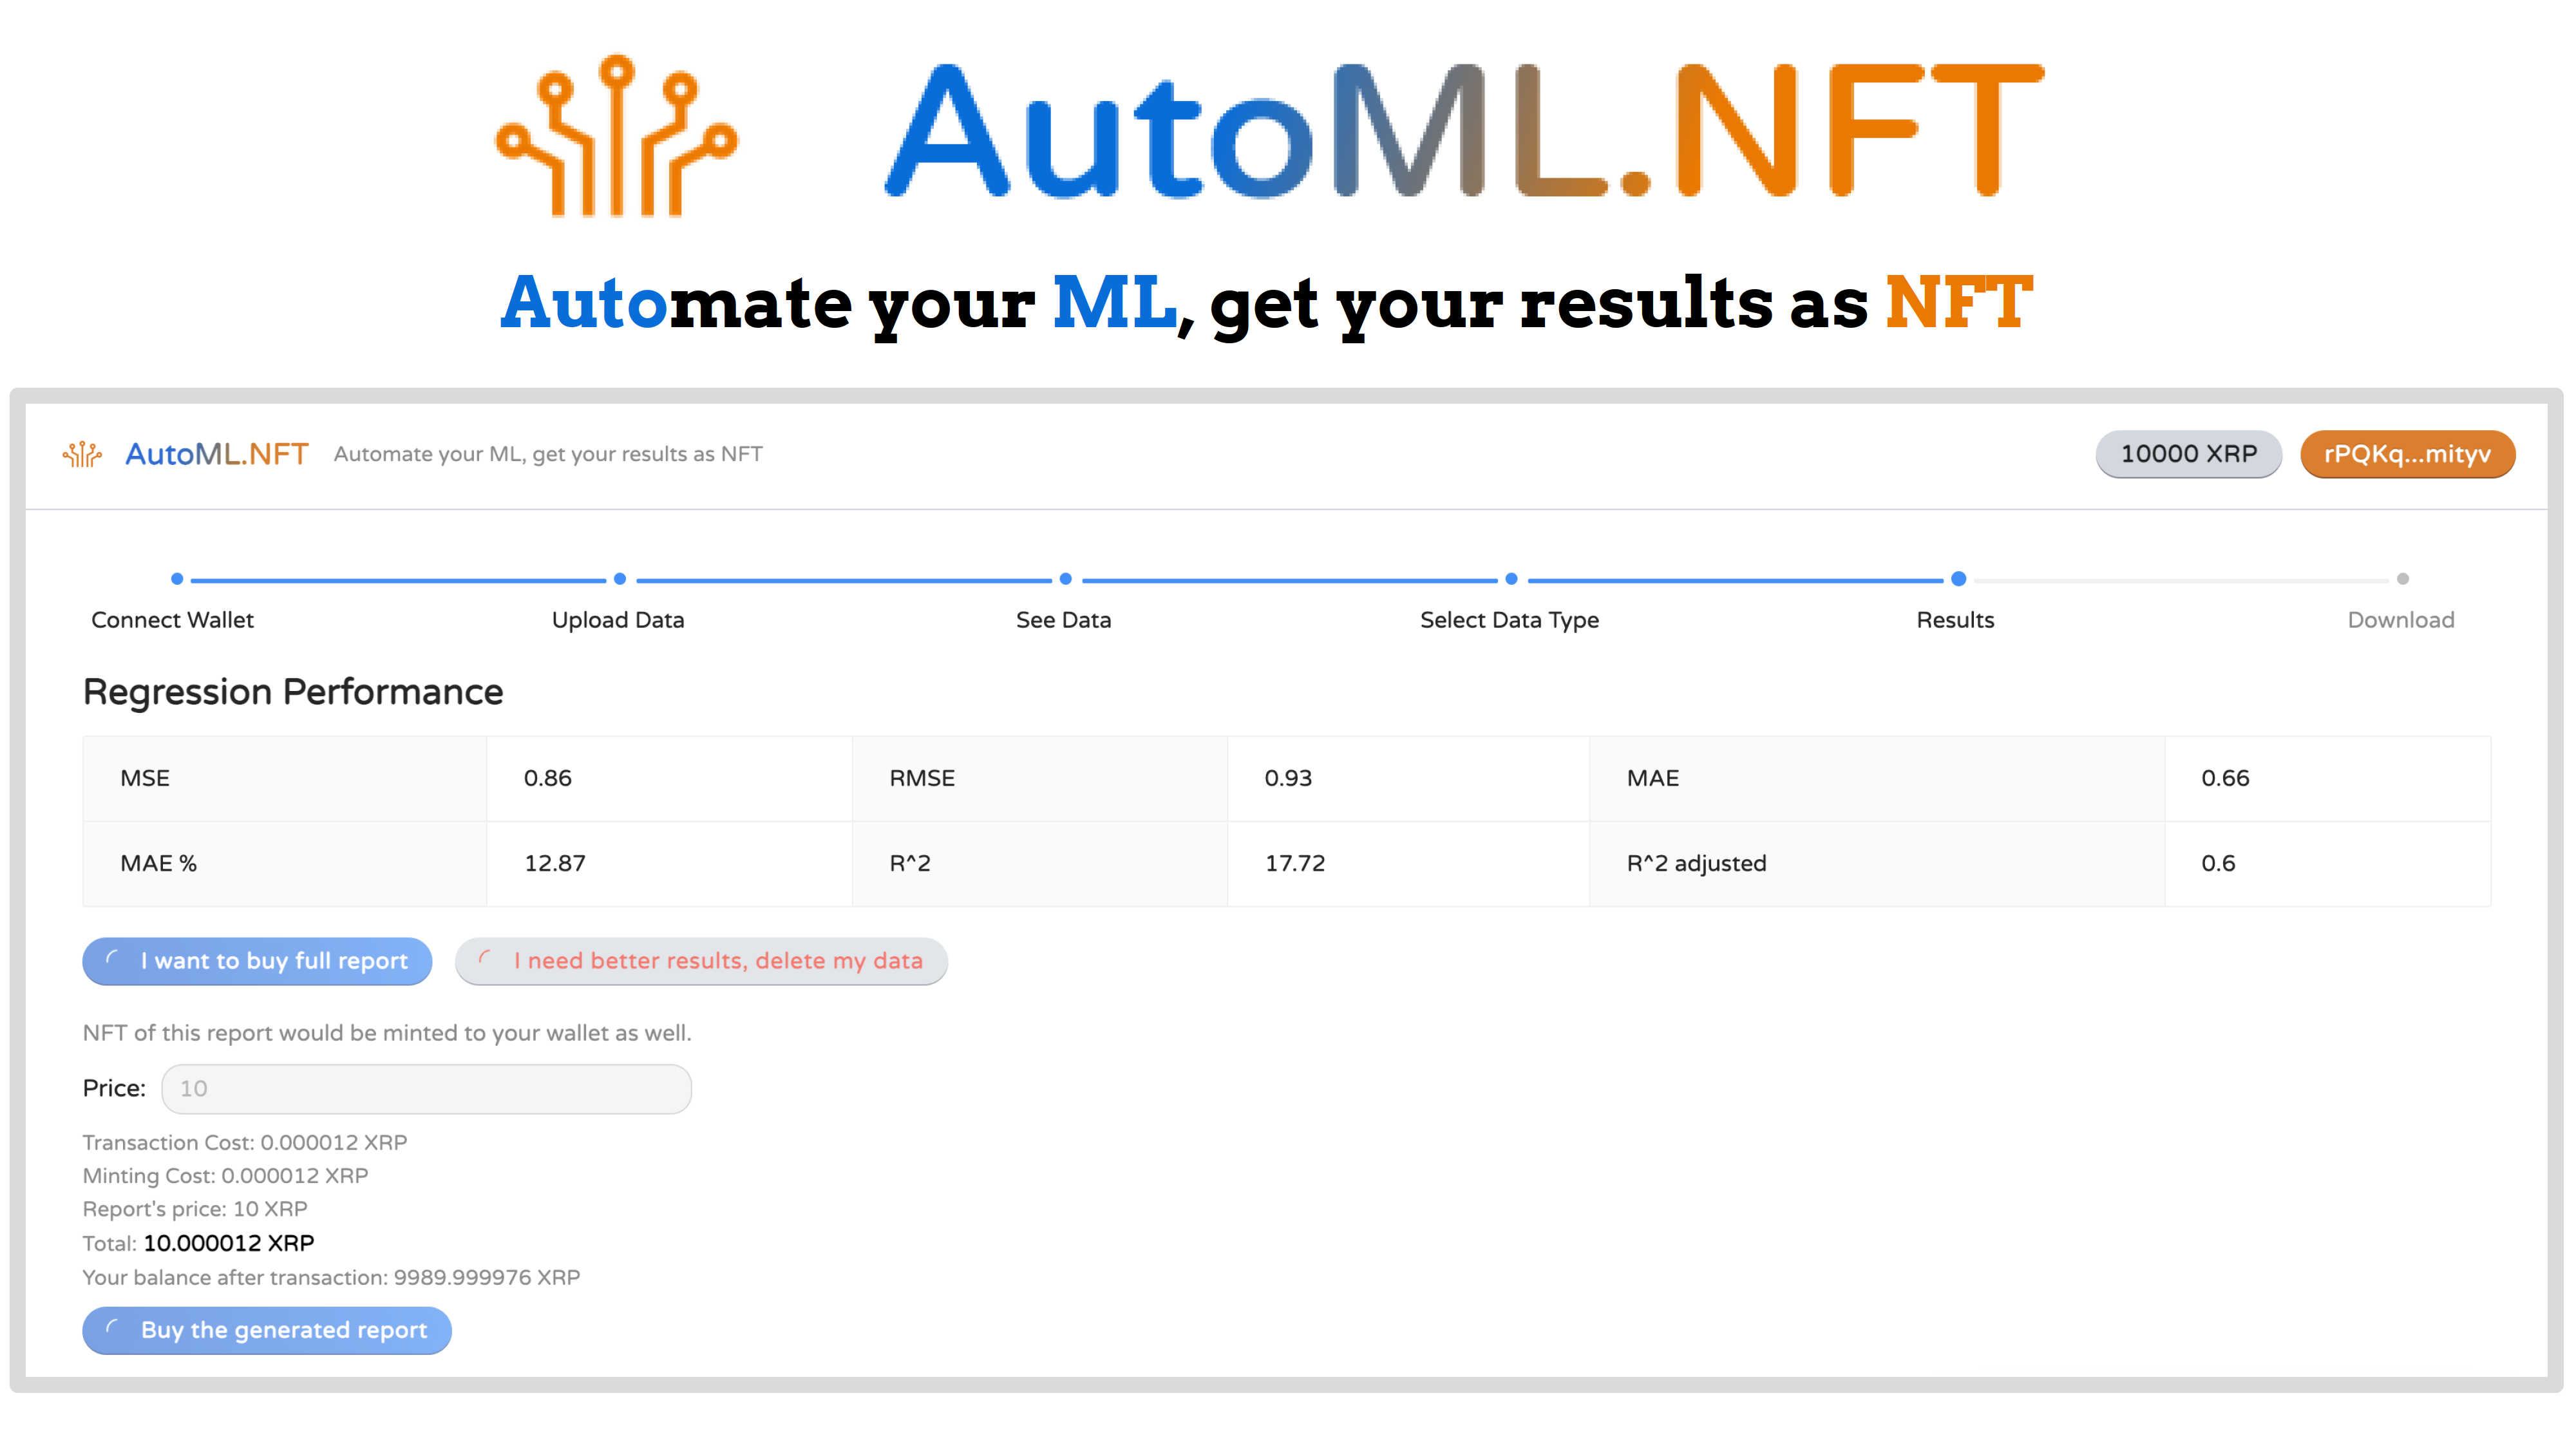 AutoML.NFT
Automate your ML, get your results as NFT
AutoML.NFT Automate your ML, get your results as NFT 10000 XRP rPQKq...mityv
Connect Wallet Upload Data See Data Select Data Type Results Download
Regression Performance
MSE 0.86 RMSE 0.93 MAE 0.66
MAE % 12.87 R^2 17.72 R^2 adjusted 0.6
I want to buy full report I need better results, delete my data
NFT of this report would be minted to your wallet as well.
Price: 10
Transaction Cost: 0.000012 XRP
Minting Cost: 0.000012 XRP
Report's price: 10 XRP
Total: 10.000012 XRP
Your balance after transaction: 9989.999976 XRP
Buy the generated report